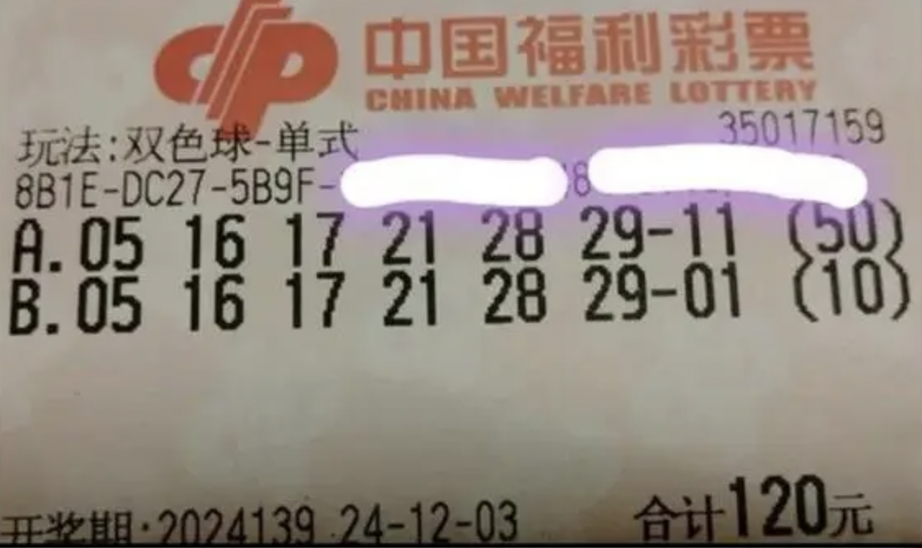 中国福利彩票
CHINA WELFARE LOTTERY
玩法:双色球-单式 35017159
8B1E-DC27-5B9F- 8
A.05 16 17 21 28 29-11 (50)
B.05 16 17 21 28 29-01 (10)
开奖期:2024139 24-12-03 合计120元